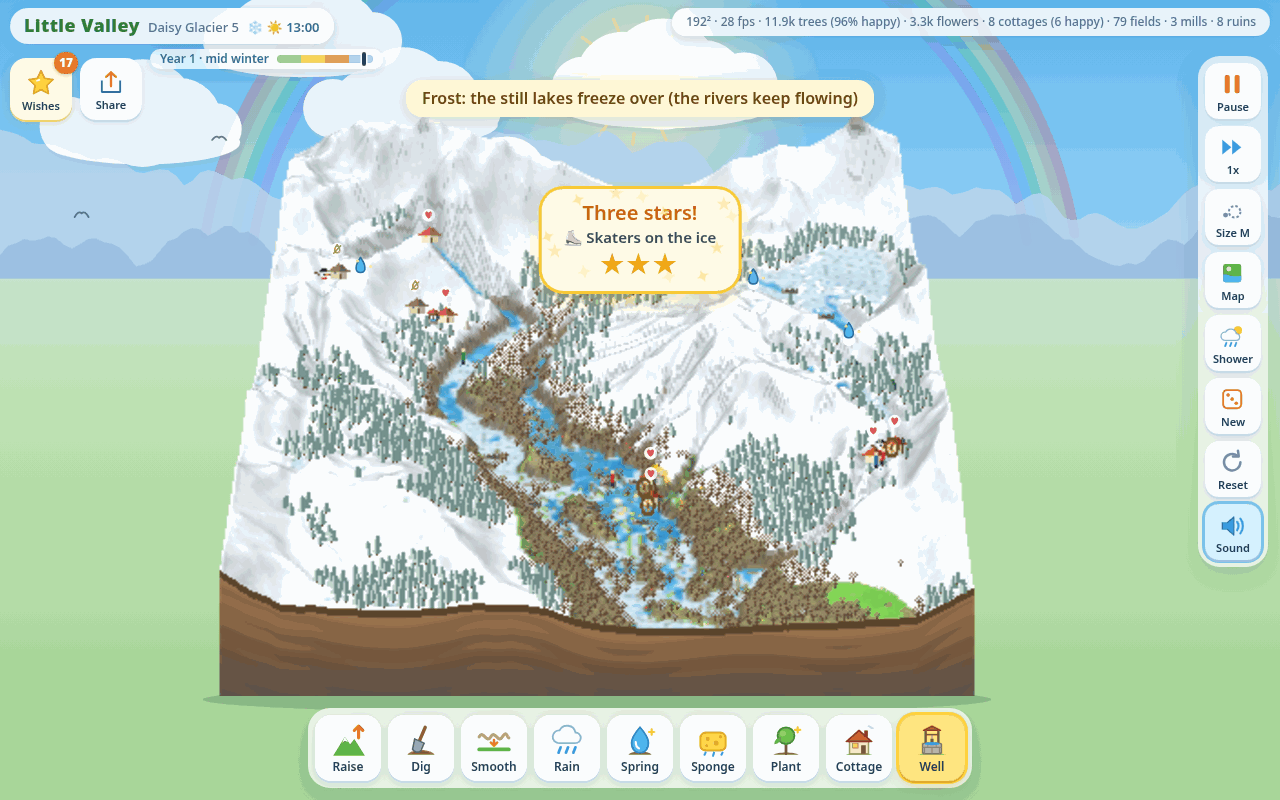 Little Valley Daisy Glacier 5 13:00
192² · 28 fps · 11.9k trees (96% happy) · 3.3k flowers · 8 cottages (6 happy) · 79 fields · 3 mills · 8 ruins
Year 1 · mid winter
17
Wishes
Share
Frost: the still lakes freeze over (the rivers keep flowing)
Three stars!
Skaters on the ice
Pause
1x
Size M
Map
Shower
New
Reset
Sound
Raise
Dig
Smooth
Rain
Spring
Sponge
Plant
Cottage
Well